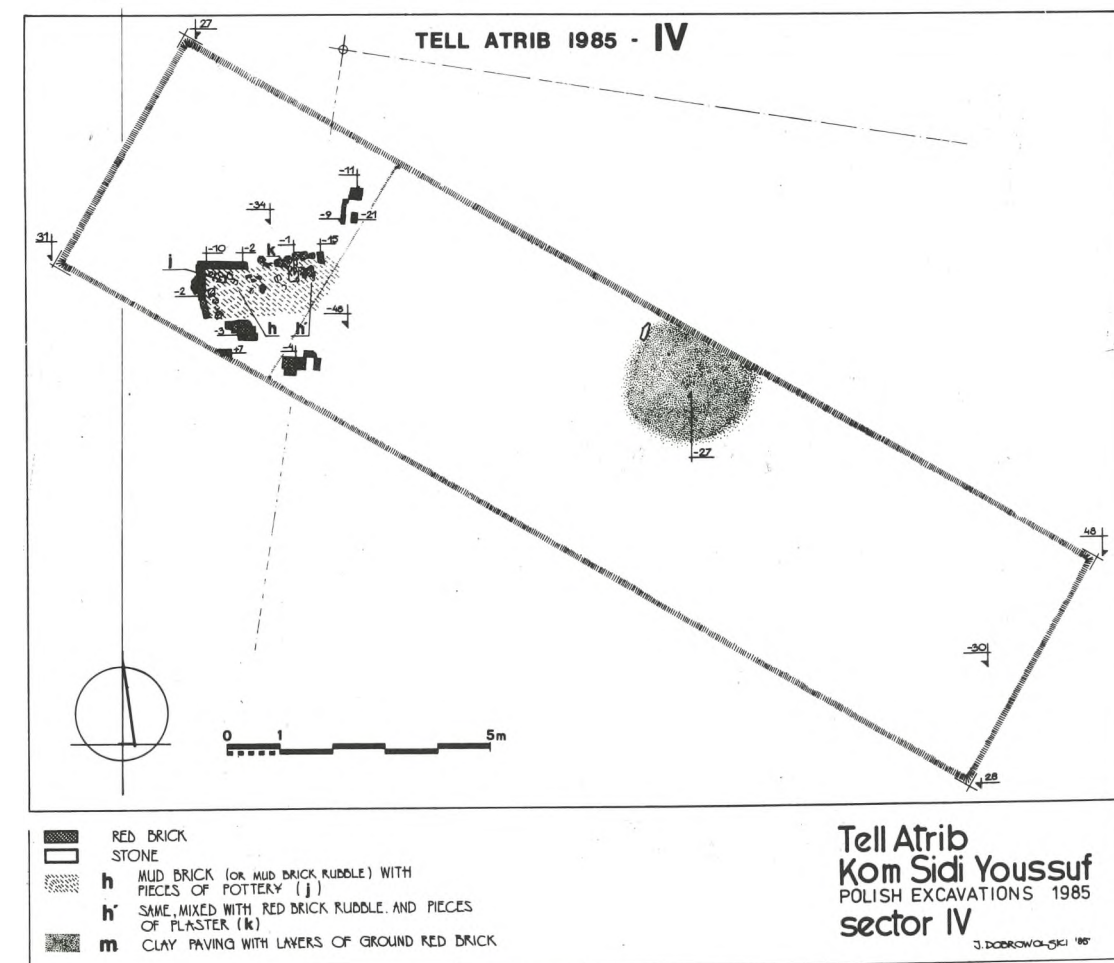 TELL ATRIB 1985 - IV
27
-11
-9
-21
-34
31
-10
-2
k
-1
-15
j
-2
h
h'
-48
-3
+7
-4
-27
48
-30
28
0 1 5m
RED BRICK
STONE
h MUD BRICK (OR MUD BRICK RUBBLE) WITH
PIECES OF POTTERY (j)
h' SAME, MIXED WITH RED BRICK RUBBLE. AND PIECES
OF PLASTER (k)
m CLAY PAVING WITH LAYERS OF GROUND RED BRICK
Tell Atrib
Kom Sidi Youssuf
POLISH EXCAVATIONS 1985
sector IV
J. DOBROWOLSKI '85